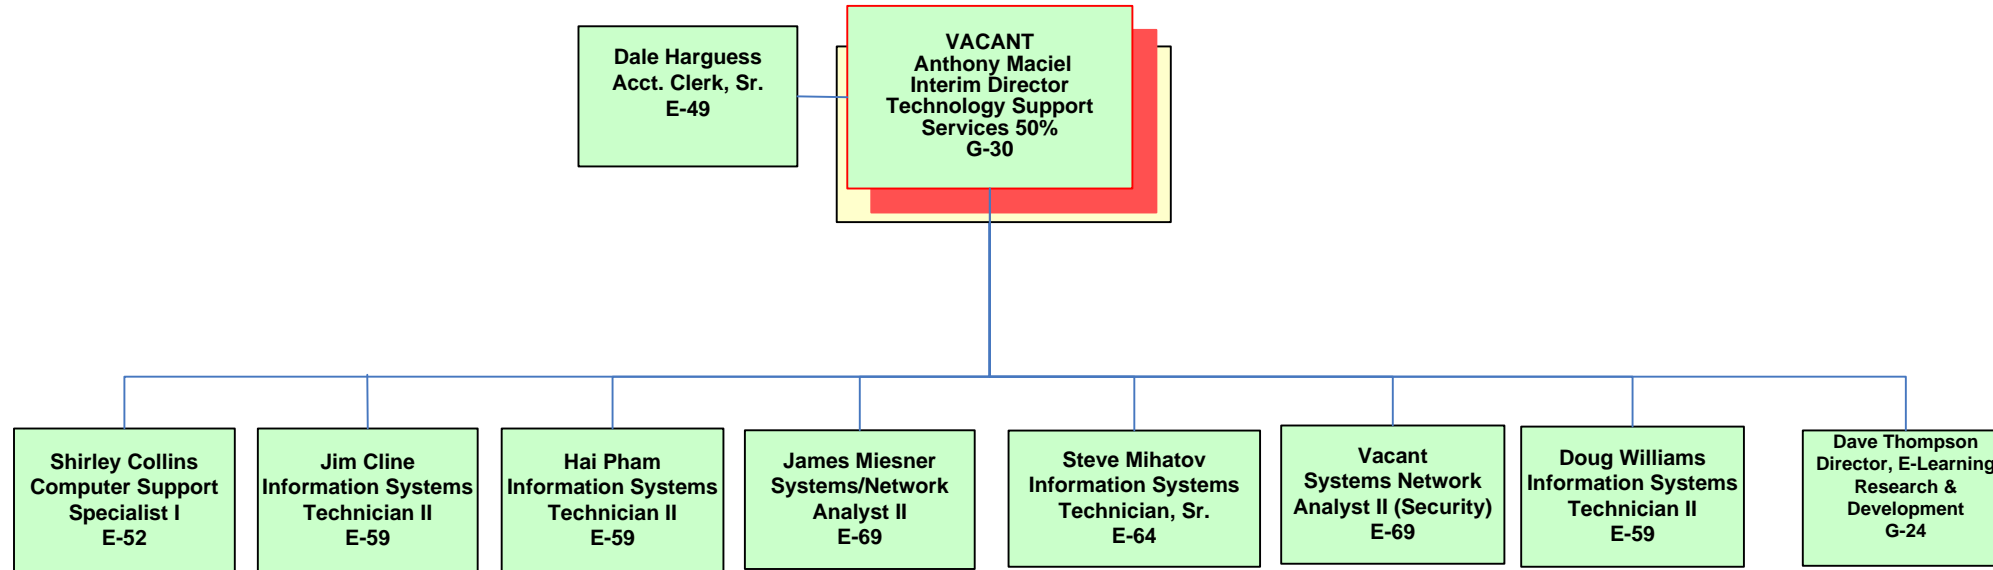 Dale Harguess
Acct. Clerk, Sr.
E-49
VACANT
Anthony Maciel
Interim Director
Technology Support
Services 50%
G-30
Shirley Collins
Computer Support
Specialist I
E-52
Jim Cline
Information Systems
Technician II
E-59
Hai Pham
Information Systems
Technician II
E-59
James Miesner
Systems/Network
Analyst II
E-69
Steve Mihatov
Information Systems
Technician, Sr.
E-64
Vacant
Systems Network
Analyst II (Security)
E-69
Doug Williams
Information Systems
Technician II
E-59
Dave Thompson
Director, E-Learning
Research &
Development
G-24